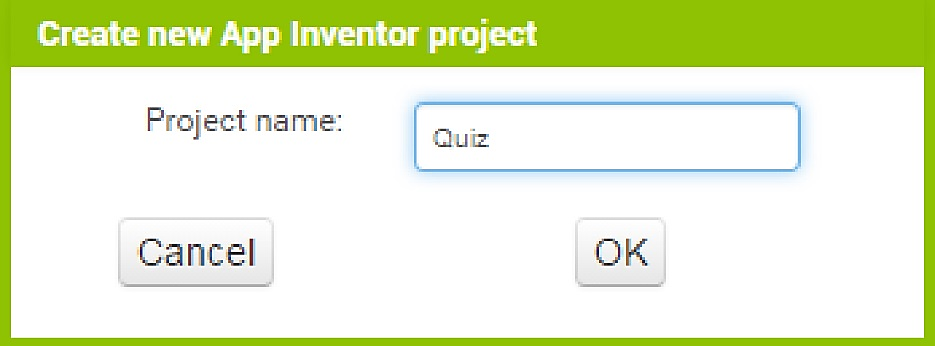 Create new App Inventor project
Project name:
Quiz
Cancel
OK